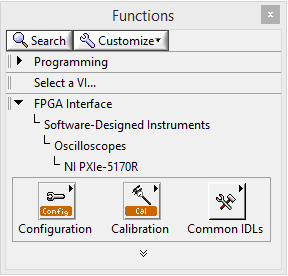 Functions
Search Customize
Programming
Select a VI...
FPGA Interface
Software-Designed Instruments
Oscilloscopes
NI PXIe-5170R
Config Cal
Configuration Calibration Common IDLs